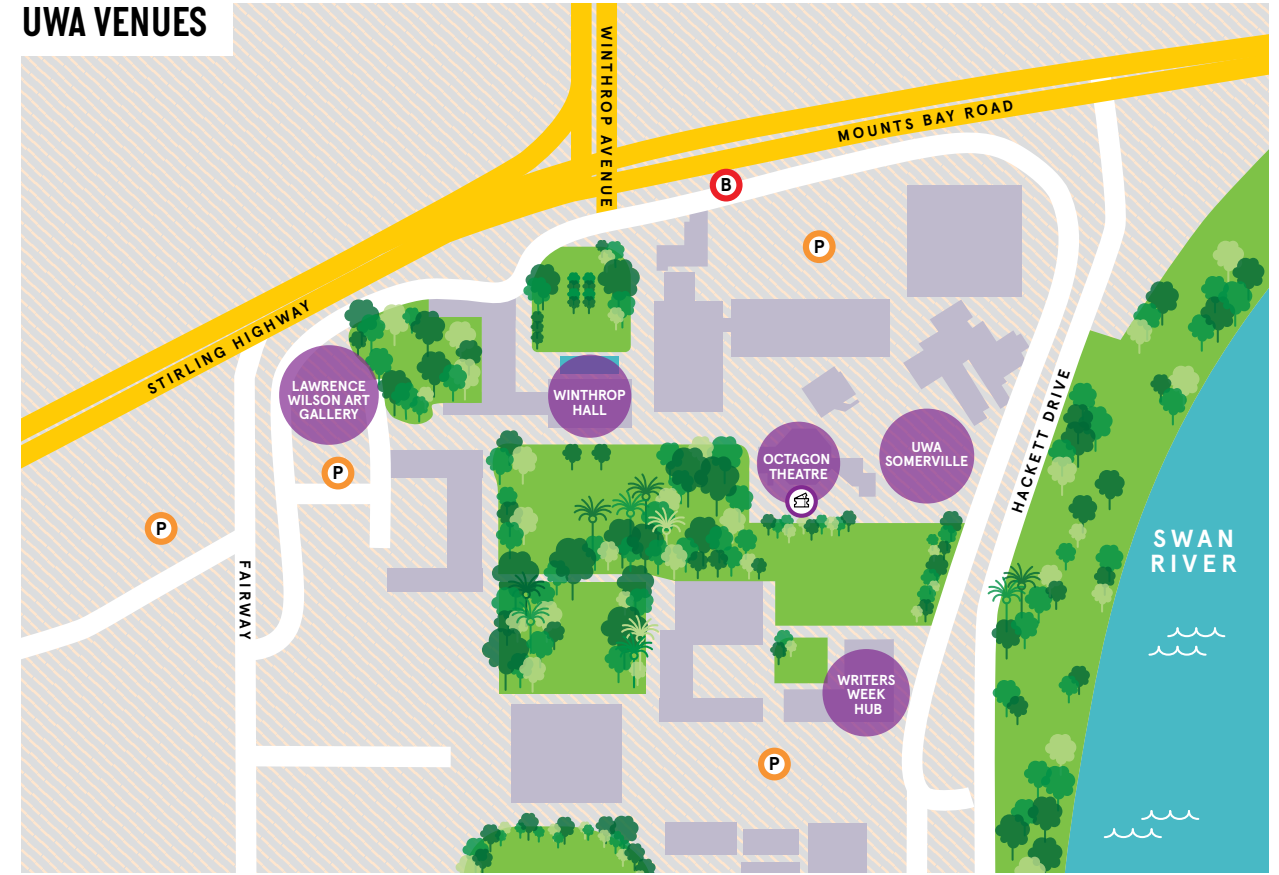 UWA VENUES
WINTHROP AVENUE
MOUNTS BAY ROAD
B
P
STIRLING HIGHWAY
LAWRENCE
WILSON ART
GALLERY
WINTHROP
HALL
HACKETT DRIVE
OCTAGON
THEATRE
UWA
SOMERVILLE
P
P
SWAN
RIVER
FAIRWAY
WRITERS
WEEK
HUB
P